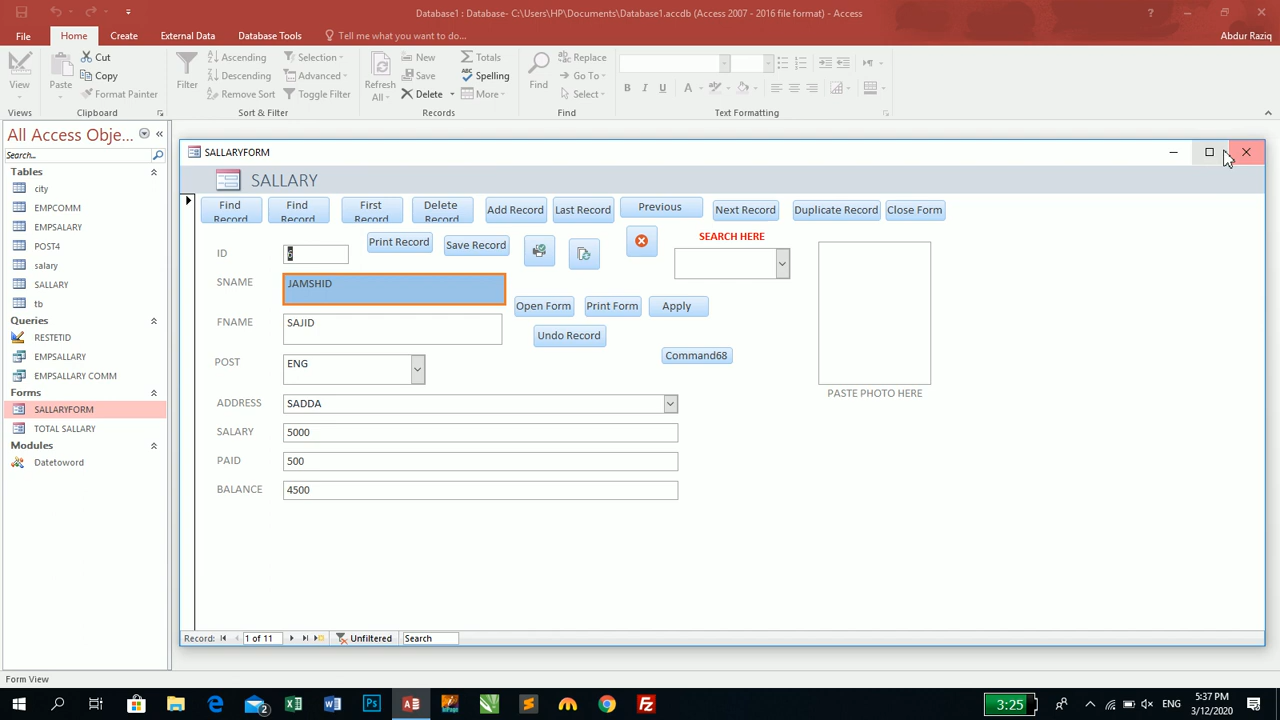 Database1 : Database- C:\Users\HP\Documents\Database1.accdb (Access 2007 - 2016 file format) - Access
File Home Create External Data Database Tools Tell me what you want to do... Abdur Raziq
View
Views
Paste
Cut
Copy
Format Painter
Clipboard
Filter
Ascending
Descending
Remove Sort
Selection
Advanced
Toggle Filter
Sort & Filter
Refresh
All
New
Save
Delete
Totals
Spelling
More
Records
Find
Replace
Go To
Select
Find
B I U A
Text Formatting
All Access Obje...
Search...
Tables
city
EMPCOMM
EMPSALARY
POST4
salary
SALLARY
tb
Queries
RESTETID
EMPSALLARY
EMPSALLARY COMM
Forms
SALLARYFORM
TOTAL SALLARY
Modules
Datetoword
SALLARYFORM
SALLARY
Find
Record
Find
Record
First
Record
Delete
Record
Add Record
Last Record
Previous
Next Record
Duplicate Record
Close Form
Print Record
Save Record
SEARCH HERE
ID 6
SNAME JAMSHID
FNAME SAJID
POST ENG
ADDRESS SADDA
SALARY 5000
PAID 500
BALANCE 4500
Open Form
Print Form
Apply
Undo Record
Command68
PASTE PHOTO HERE
Record: 1 of 11 Unfiltered Search
Form View
2
3:25
ENG
5:37 PM
3/12/2020